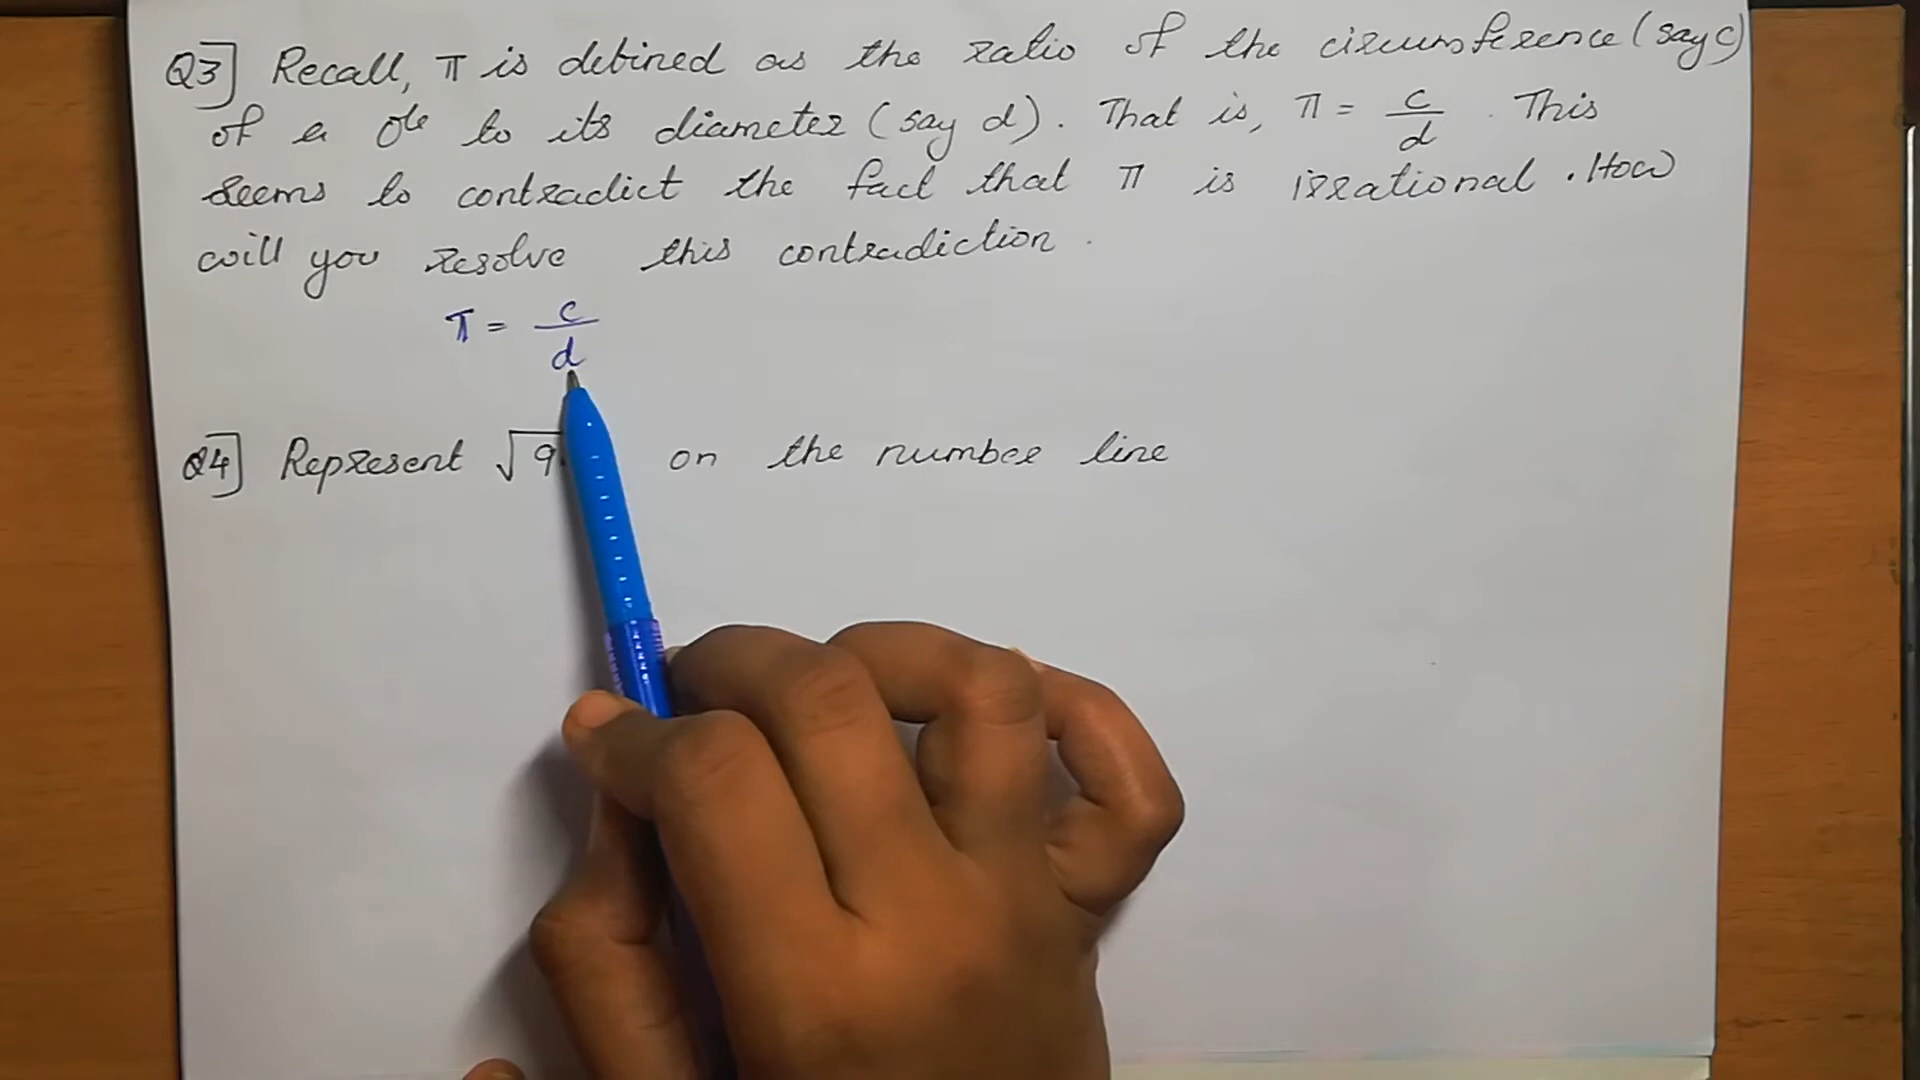 Q3] Recall, π is defined as the ratio of the circumference (say c)
of a ole to its diameter (say d). That is, π = c/d. This
seems to contradict the fact that π is irrational. How
will you resolve this contradiction.
π = c/d
Q4] Represent √9 on the number line